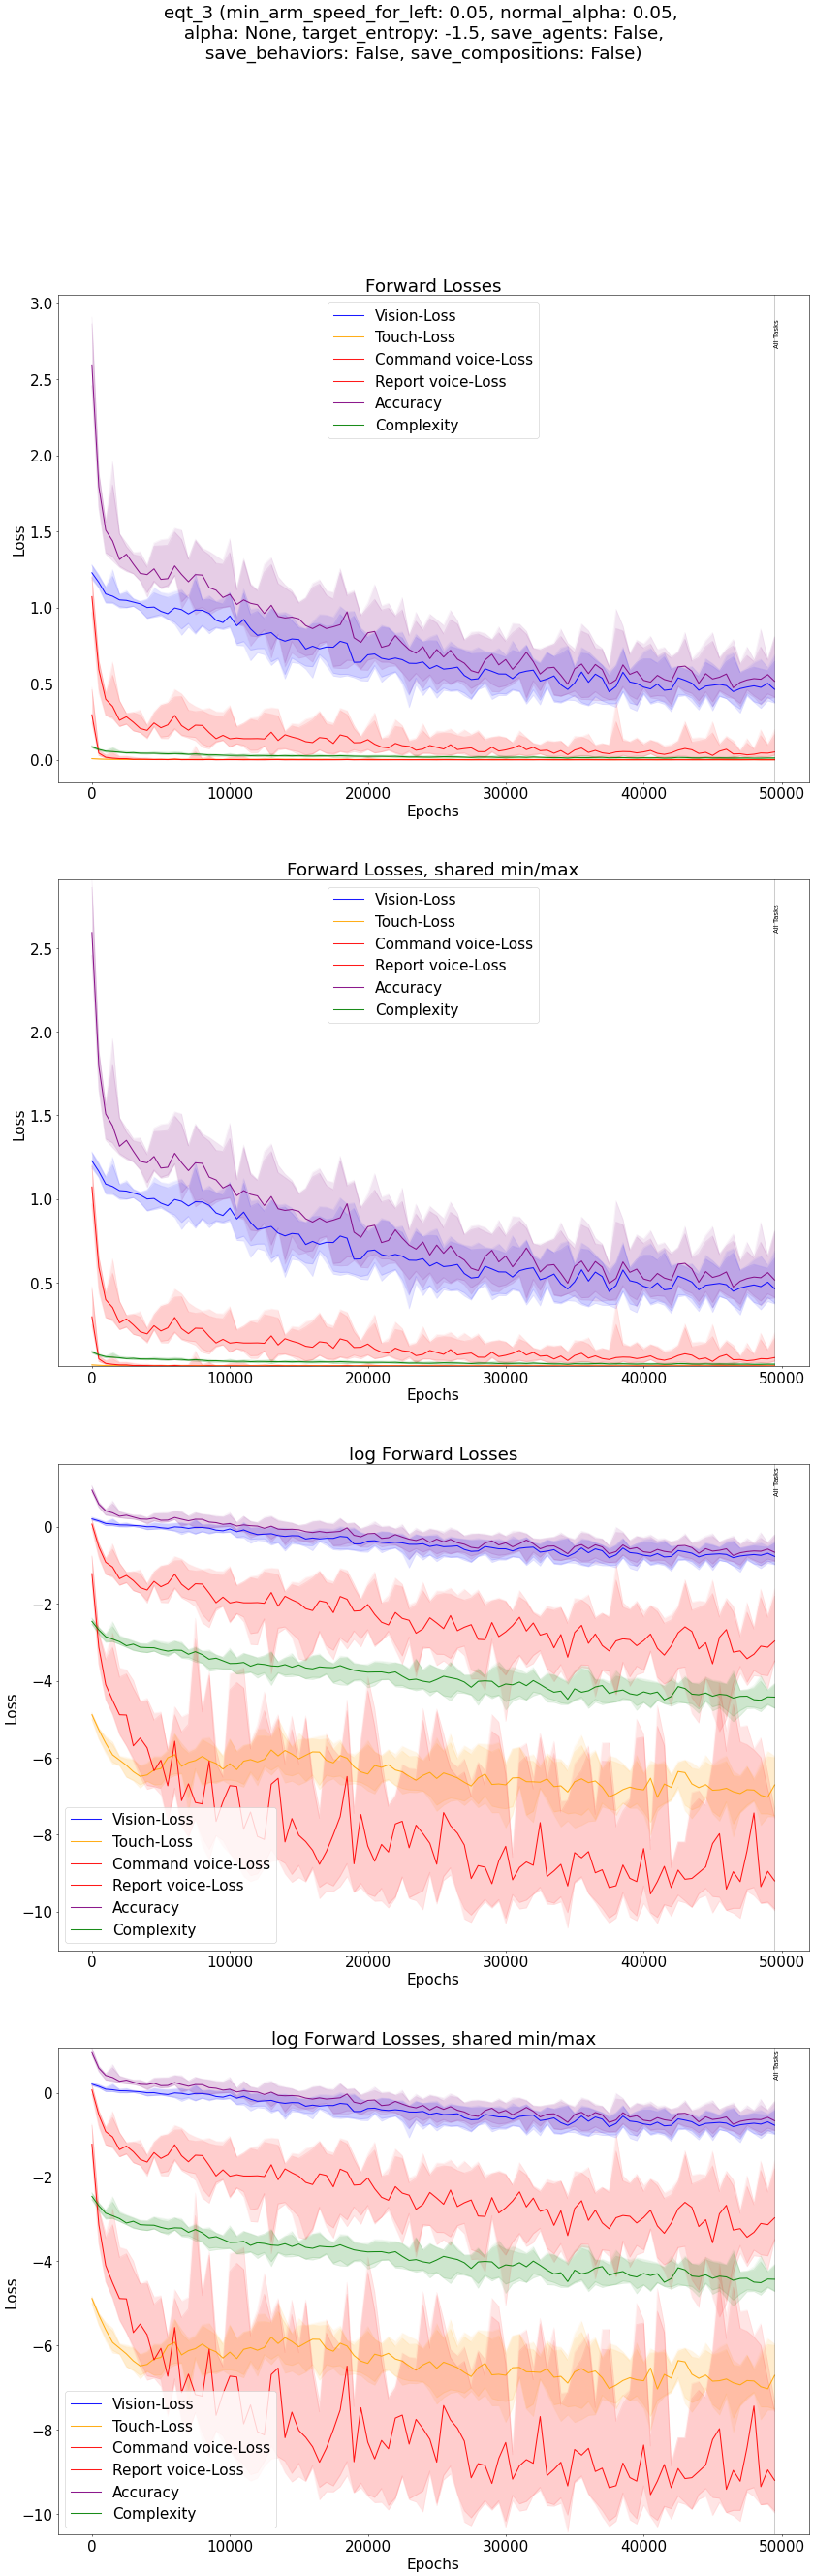 eqt_3 (min_arm_speed_for_left: 0.05, normal_alpha: 0.05,
alpha: None, target_entropy: -1.5, save_agents: False,
save_behaviors: False, save_compositions: False)
Forward Losses
3.0
2.5
2.0
1.5
1.0
0.5
0.0
Loss
Vision-Loss
Touch-Loss
Command voice-Loss
Report voice-Loss
Accuracy
Complexity
All Tasks
0 10000 20000 30000 40000 50000
Epochs
Forward Losses, shared min/max
2.5
2.0
1.5
1.0
0.5
Loss
Vision-Loss
Touch-Loss
Command voice-Loss
Report voice-Loss
Accuracy
Complexity
All Tasks
0 10000 20000 30000 40000 50000
Epochs
log Forward Losses
0
−2
−4
−6
−8
−10
Loss
Vision-Loss
Touch-Loss
Command voice-Loss
Report voice-Loss
Accuracy
Complexity
All Tasks
0 10000 20000 30000 40000 50000
Epochs
log Forward Losses, shared min/max
0
−2
−4
−6
−8
−10
Loss
Vision-Loss
Touch-Loss
Command voice-Loss
Report voice-Loss
Accuracy
Complexity
All Tasks
0 10000 20000 30000 40000 50000
Epochs